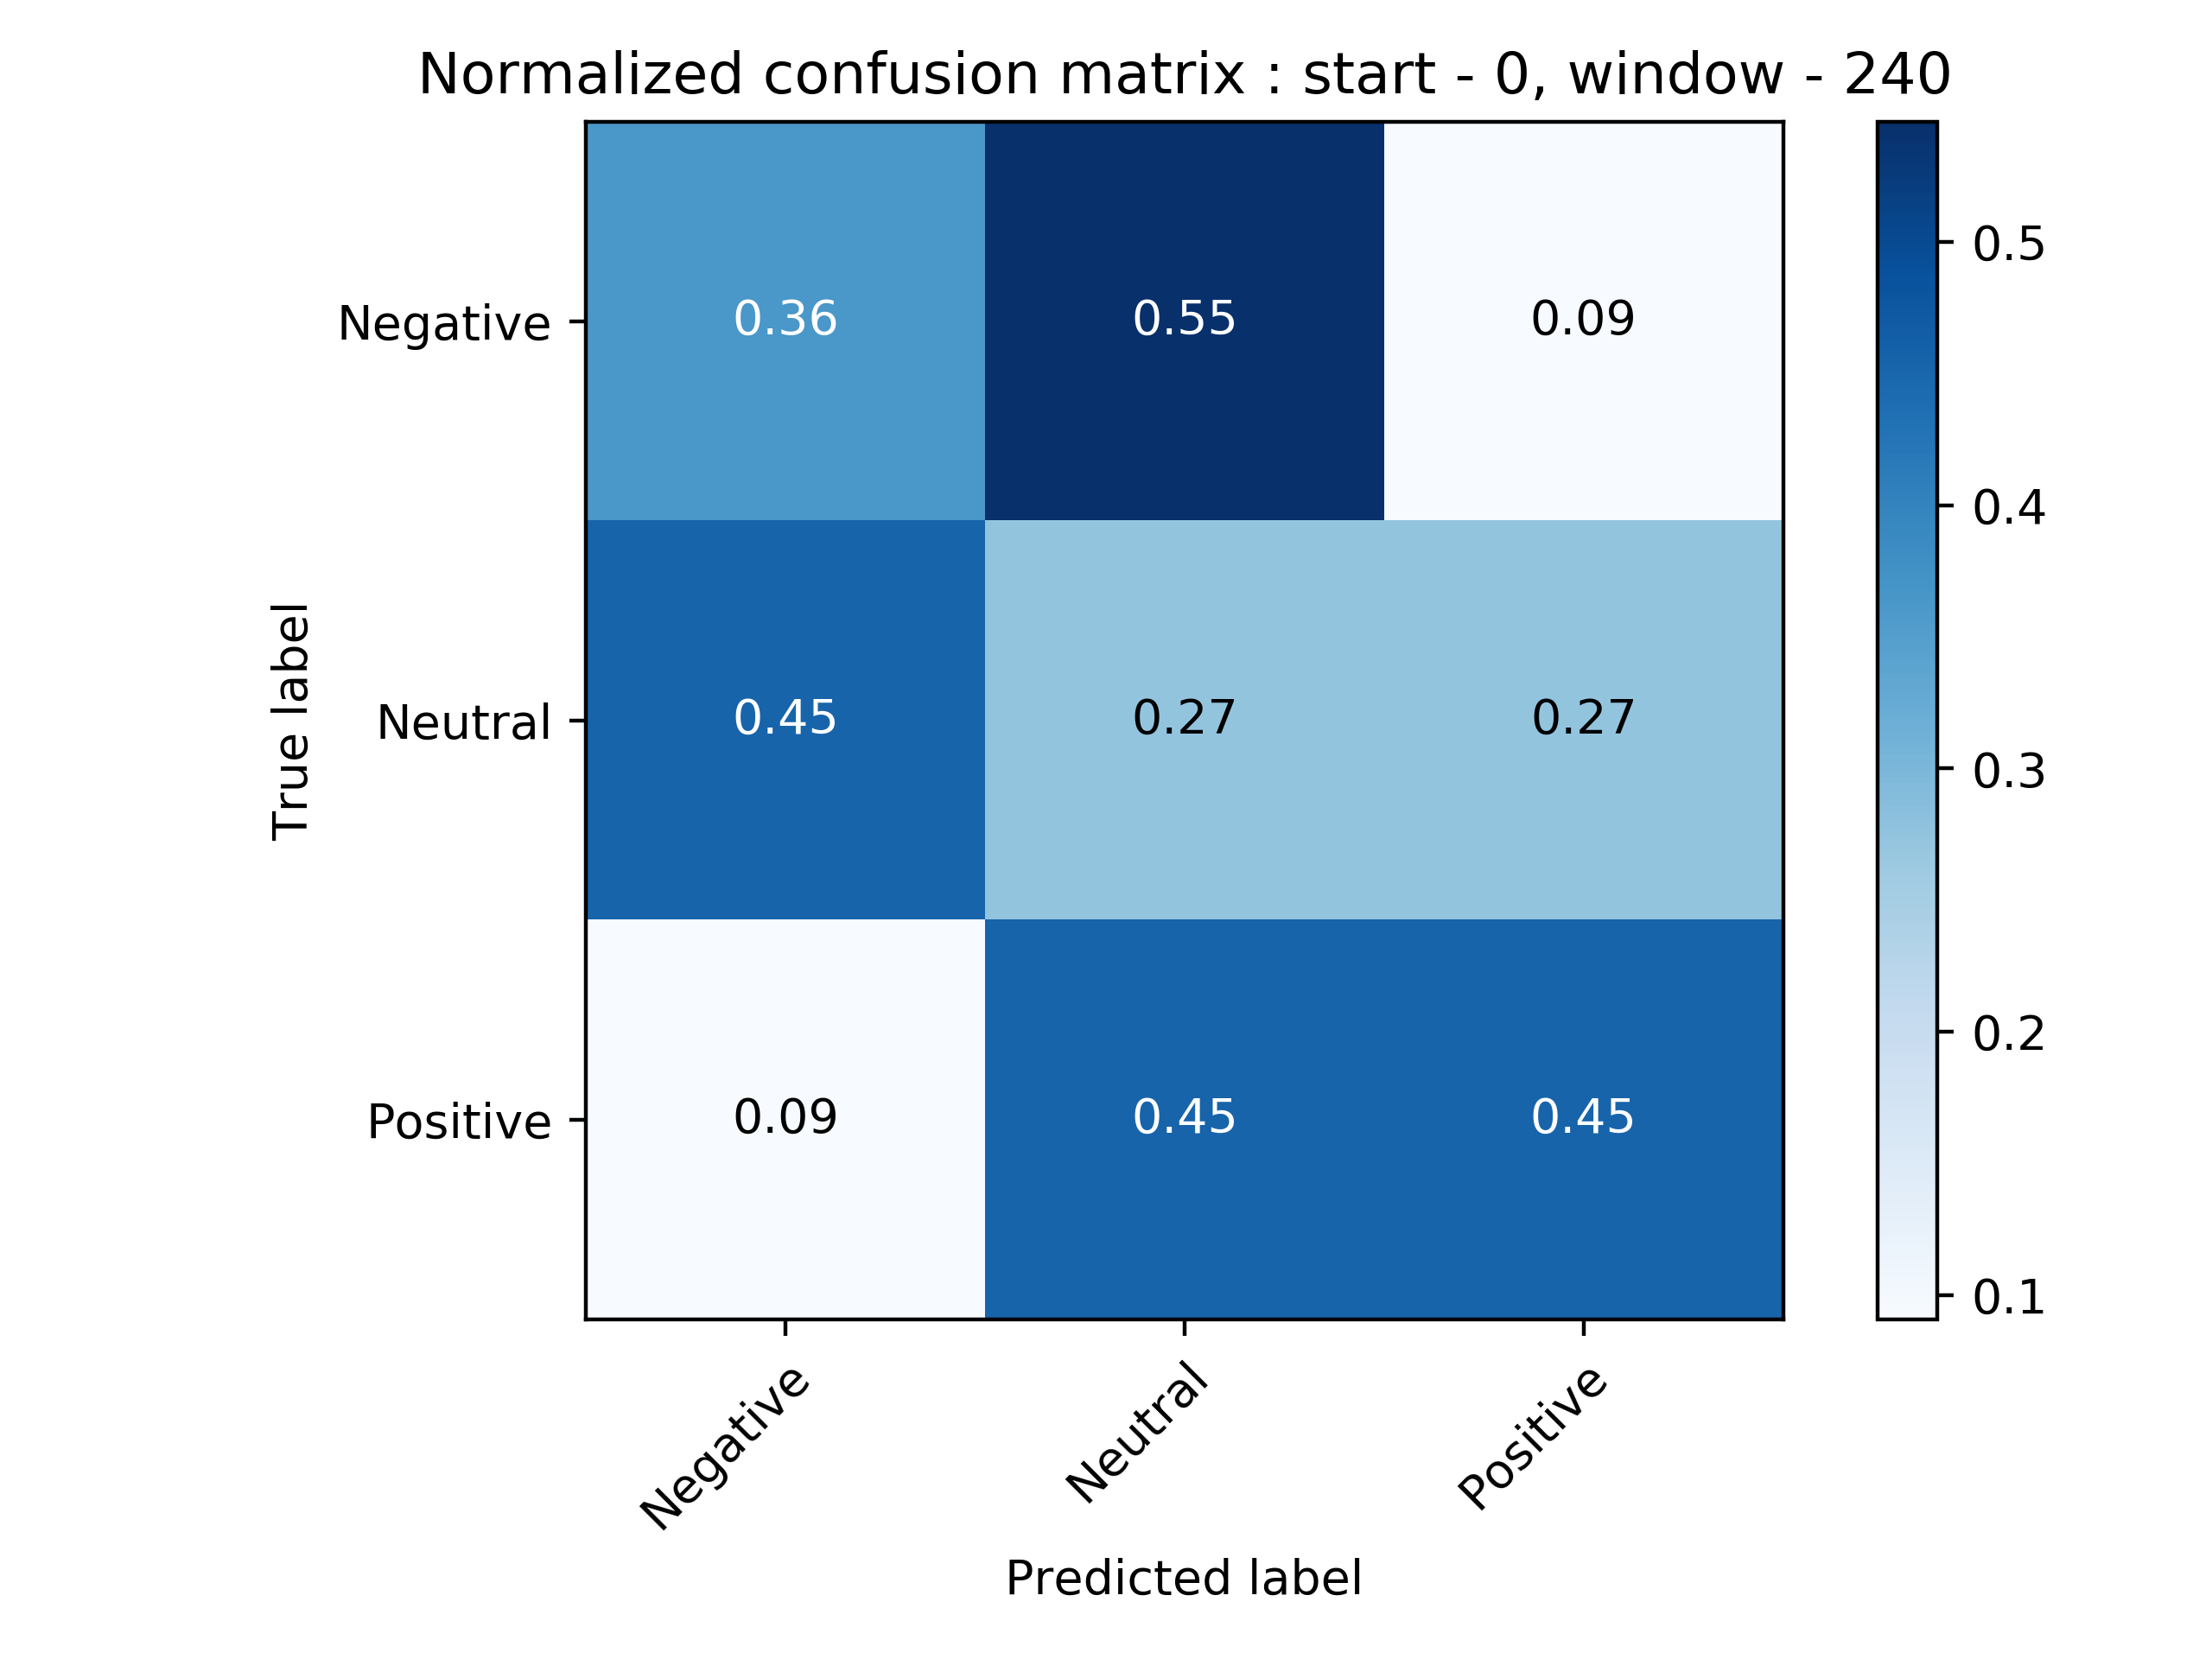 Normalized confusion matrix : start - 0, window - 240
Negative
0.36
0.55
0.09
Neutral
0.45
0.27
0.27
Positive
0.09
0.45
0.45
True label
Negative
Neutral
Positive
Predicted label
0.5
0.4
0.3
0.2
0.1